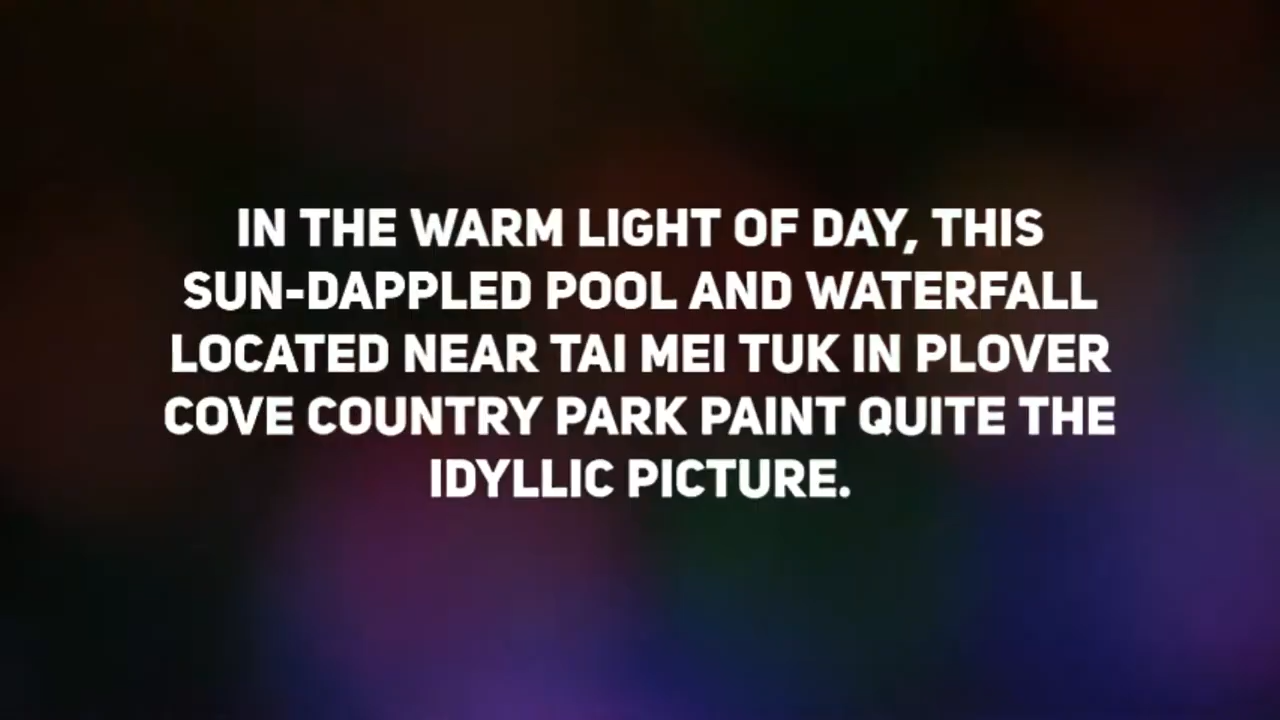 IN THE WARM LIGHT OF DAY, THIS
SUN-DAPPLED POOL AND WATERFALL
LOCATED NEAR TAI MEI TUK IN PLOVER
COVE COUNTRY PARK PAINT QUITE THE
IDYLLIC PICTURE.